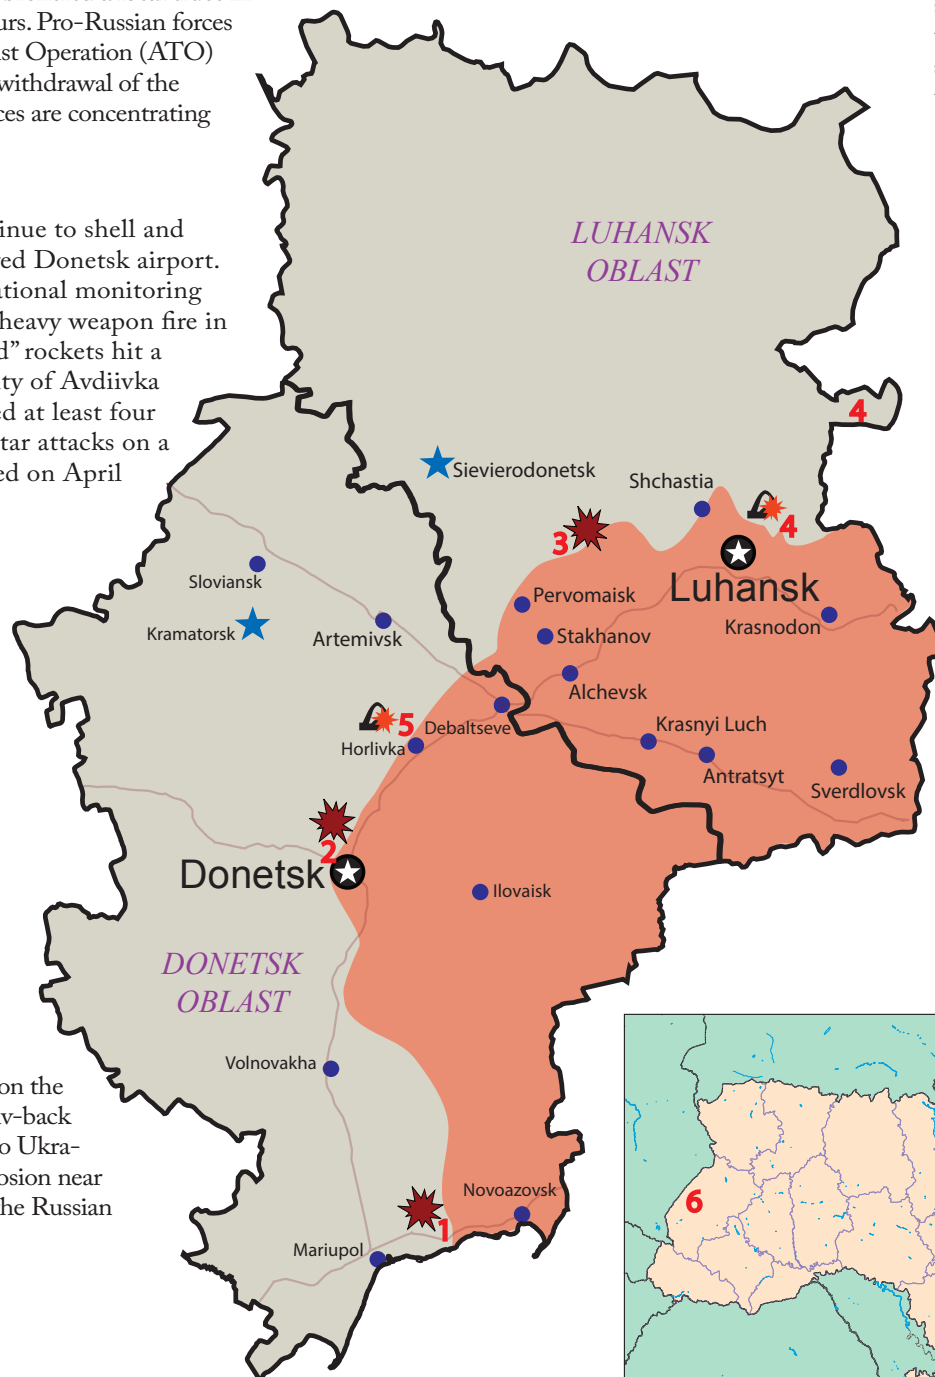 urs. Pro-Russian forces
st Operation (ATO)
withdrawal of the
ces are concentrating
inue to shell and
red Donetsk airport.
ational monitoring
heavy weapon fire in
d” rockets hit a
ity of Avdiivka
ed at least four
tar attacks on a
ed on April
LUHANSK
OBLAST
4
Sievierodonetsk
Shchastia
4
3
Luhansk
Sloviansk
Pervomaisk
Krasnodon
Kramatorsk
Artemivsk
Stakhanov
Alchevsk
5
Debaltseve
Krasnyi Luch
Horlivka
Antratsyt
Sverdlovsk
2
Donetsk
Ilovaisk
DONETSK
OBLAST
Volnovakha
on the
iv-back
o Ukra-
osion near
he Russian
Novoazovsk
6
1
Mariupol